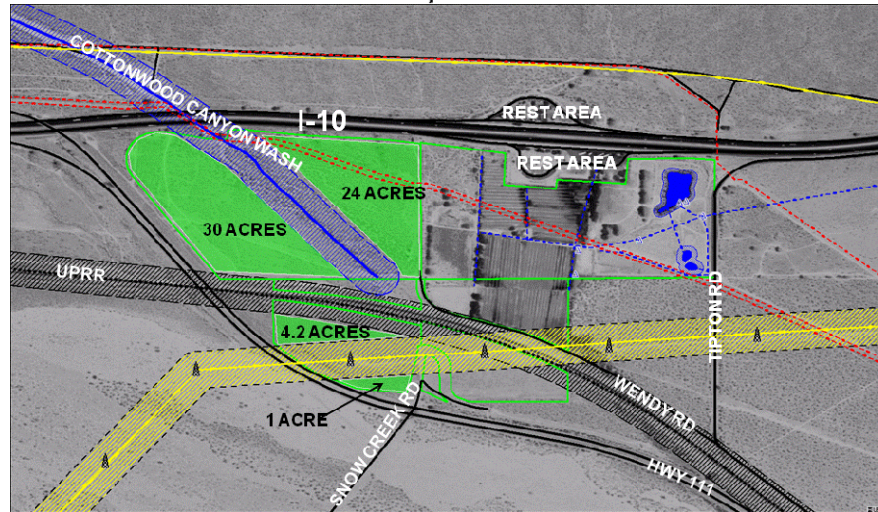 COTTONWOOD CANYON WASH
I-10
REST AREA
REST AREA
24 ACRES
30 ACRES
UPRR
4.2 ACRES
TIPTON RD
1 ACRE
SNOW CREEK RD
WENDY RD
HWY 111